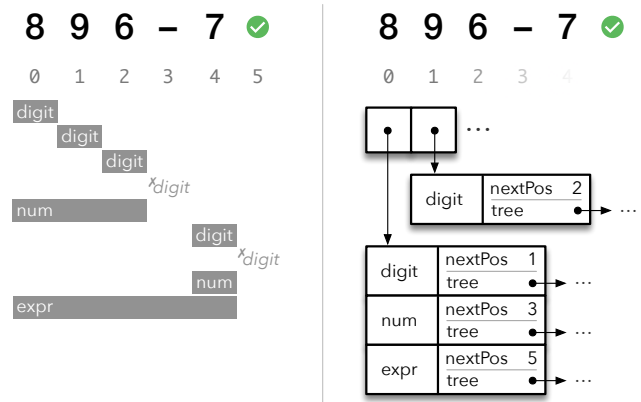 8 9 6 – 7
0 1 2 3 4 5
digit
digit
digit
✗digit
num
digit
✗digit
num
expr
8 9 6 – 7
0 1 2 3 4
...
digit nextPos 2
tree ...
digit nextPos 1
tree ...
num nextPos 3
tree ...
expr nextPos 5
tree ...